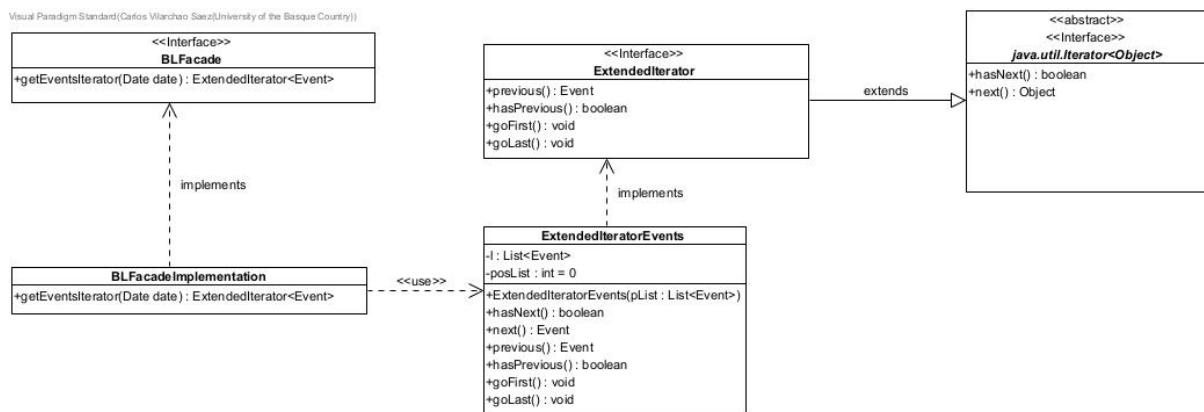 Visual Paradigm Standard(Carlos Vilarchao Saez(University of the Basque Country))
<<Interface>>
BLFacade
+getEventsIterator(Date date) : ExtendedIterator<Event>
implements
BLFacadeImplementation
+getEventsIterator(Date date) : ExtendedIterator<Event>
<<use>>
<<Interface>>
ExtendedIterator
+previous() : Event
+hasPrevious() : boolean
+goFirst() : void
+goLast() : void
implements
ExtendedIteratorEvents
-l : List<Event>
-posList : int = 0
+ExtendedIteratorEvents(pList : List<Event>)
+hasNext() : boolean
+next() : Event
+previous() : Event
+hasPrevious() : boolean
+goFirst() : void
+goLast() : void
extends
<<abstract>>
<<Interface>>
java.util.Iterator<Object>
+hasNext() : boolean
+next() : Object